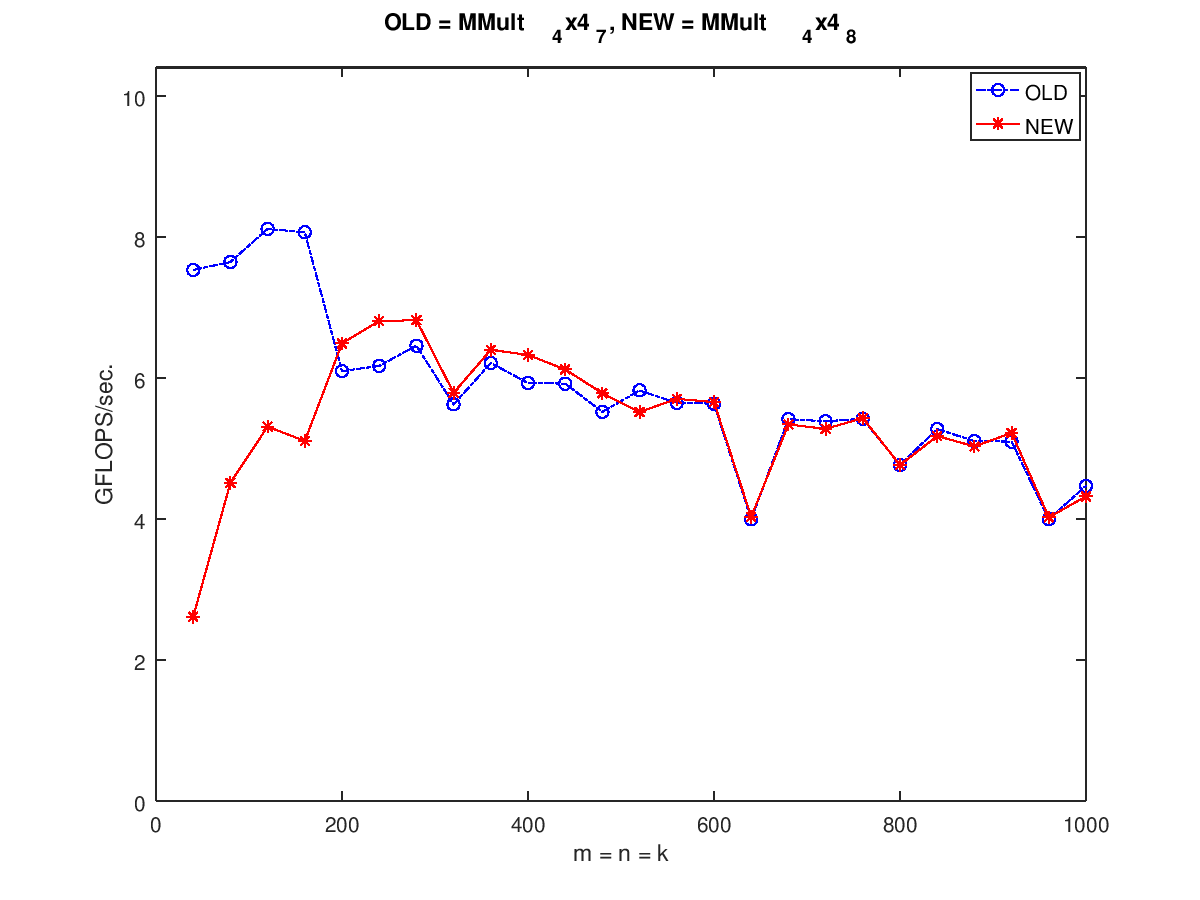 OLD = MMult 4x4 7, NEW = MMult 4x4 8
10
OLD
NEW
8
6
GFLOPS/sec.
4
2
0
0 200 400 600 800 1000
m = n = k